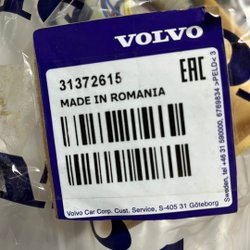 VOLVO
31372615
EAC
MADE IN ROMANIA
Volvo Car Corp. Cust. Service, S-405 31 Göteborg
Sweden, tel +46 31 590000, 6769834 >PELD< 3